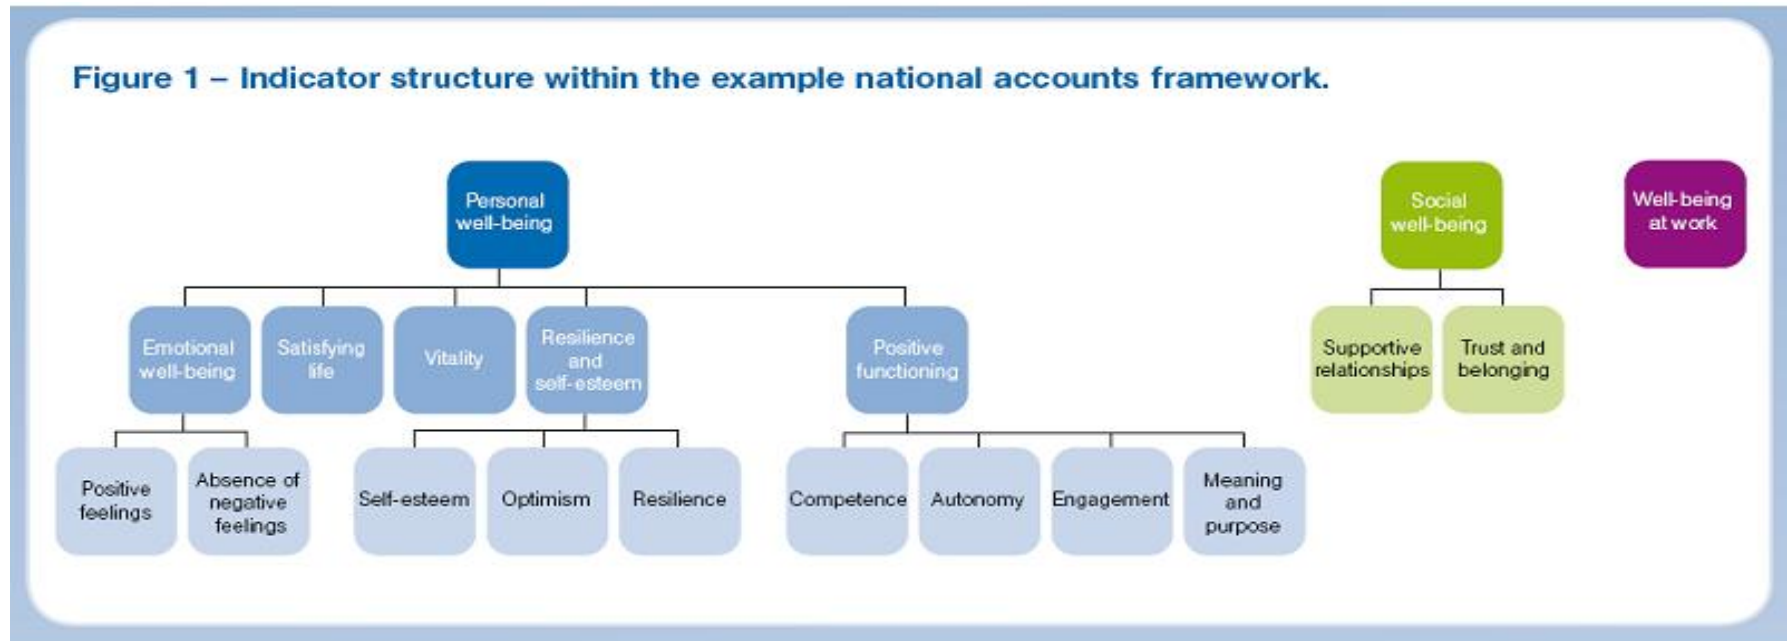 Figure 1 – Indicator structure within the example national accounts framework.
Personal
well-being
Social
well-being
Well-being
at work
Emotional
well-being
Satisfying
life
Vitality
Resilience
and
self-esteem
Positive
functioning
Supportive
relationships
Trust and
belonging
Positive
feelings
Absence of
negative
feelings
Self-esteem
Optimism
Resilience
Competence
Autonomy
Engagement
Meaning
and
purpose